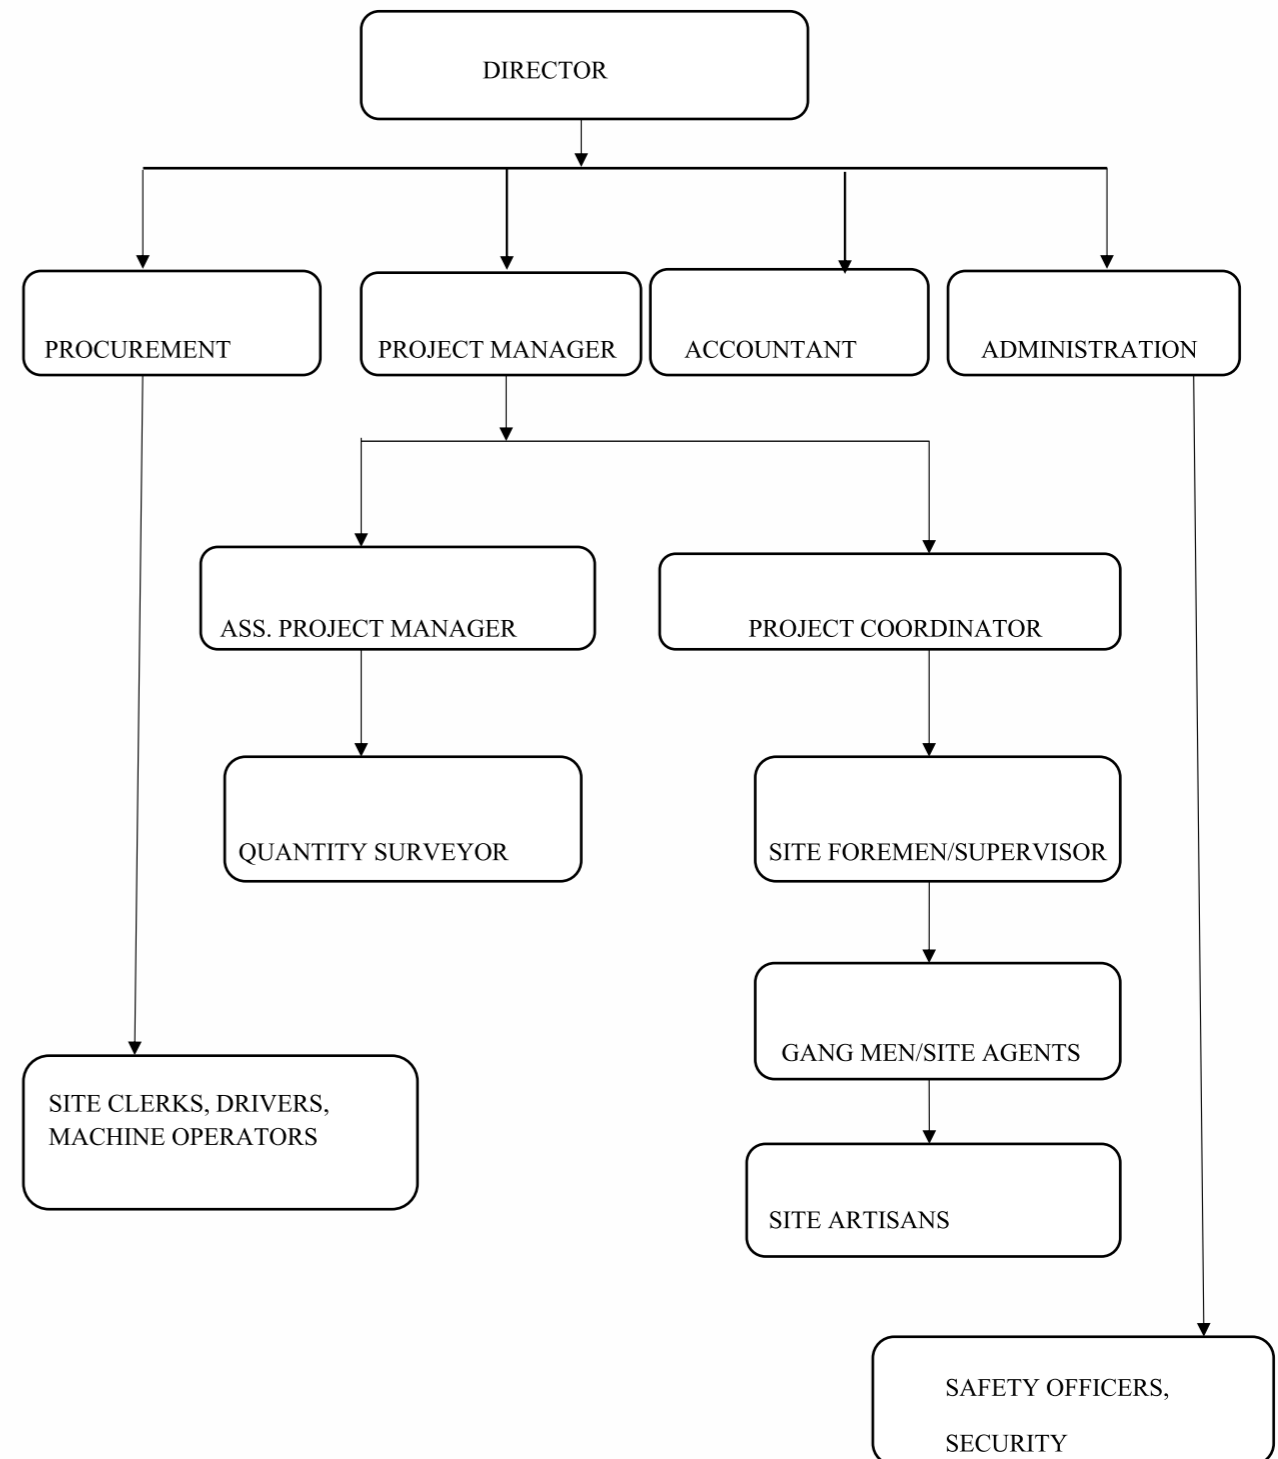 DIRECTOR
PROCUREMENT
PROJECT MANAGER
ACCOUNTANT
ADMINISTRATION
ASS. PROJECT MANAGER
PROJECT COORDINATOR
QUANTITY SURVEYOR
SITE FOREMEN/SUPERVISOR
GANG MEN/SITE AGENTS
SITE CLERKS, DRIVERS,
MACHINE OPERATORS
SITE ARTISANS
SAFETY OFFICERS,
SECURITY